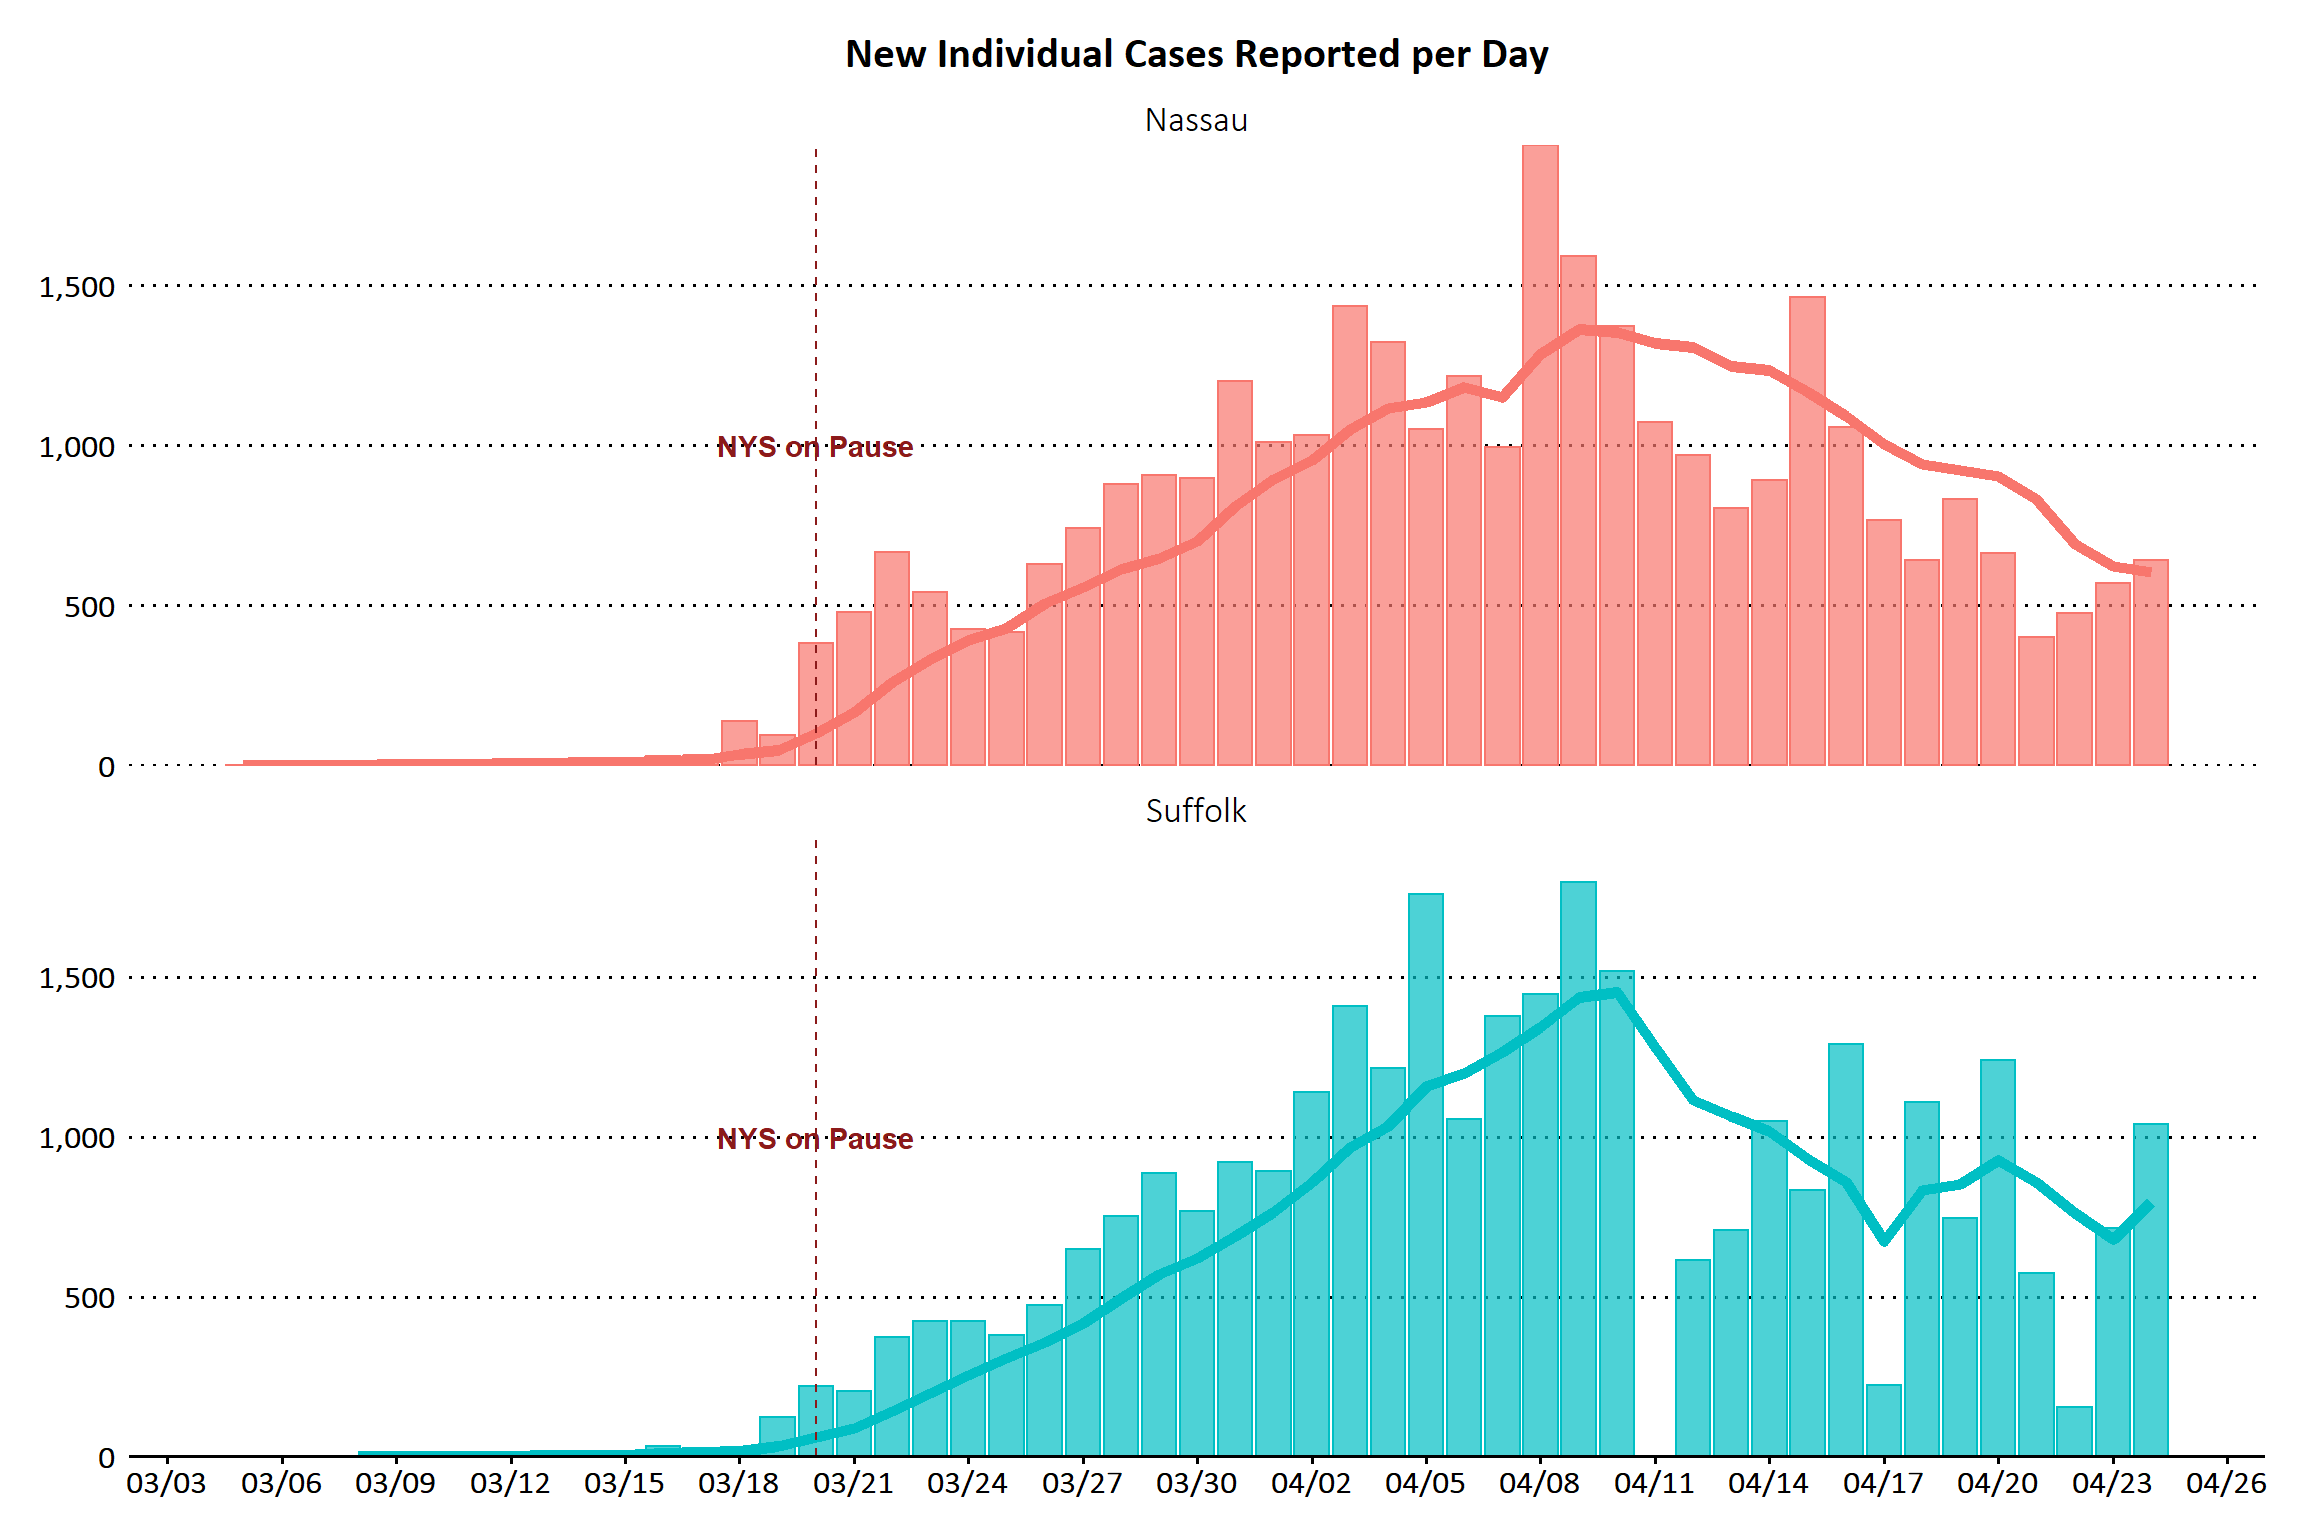 New Individual Cases Reported per Day
Nassau
1,500
1,000
NYS on Pause
500
0
Suffolk
1,500
1,000
NYS on Pause
500
0
03/03 03/06 03/09 03/12 03/15 03/18 03/21 03/24 03/27 03/30 04/02 04/05 04/08 04/11 04/14 04/17 04/20 04/23 04/26